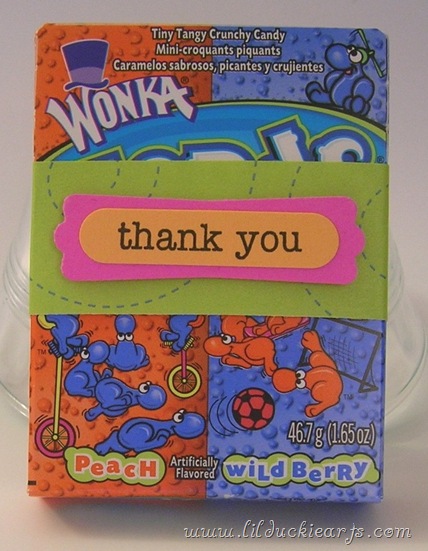 Tiny Tangy Crunchy Candy
Mini-croquants piquants
Caramelos sabrosos, picantes y crujientes
WONKA
thank you
46.7 g (1.65 oz)
PeacH
Artificially
Flavored
wiLd BeRRy
www.lilduckiearts.com